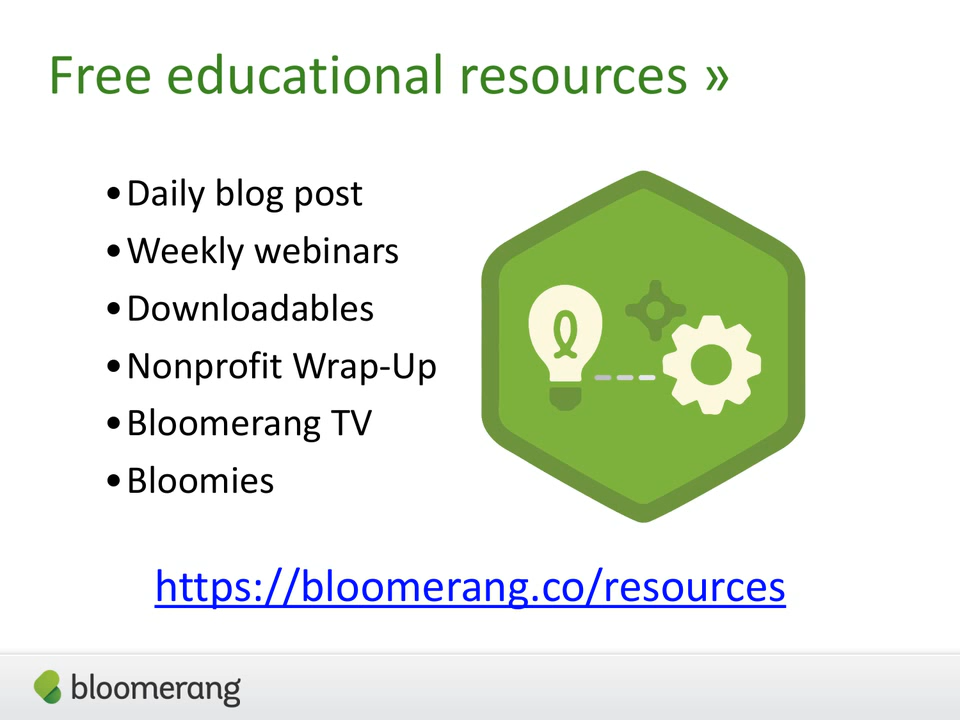 Free educational resources »
•Daily blog post
•Weekly webinars
•Downloadables
•Nonprofit Wrap-Up
•Bloomerang TV
•Bloomies
https://bloomerang.co/resources
bloomerang